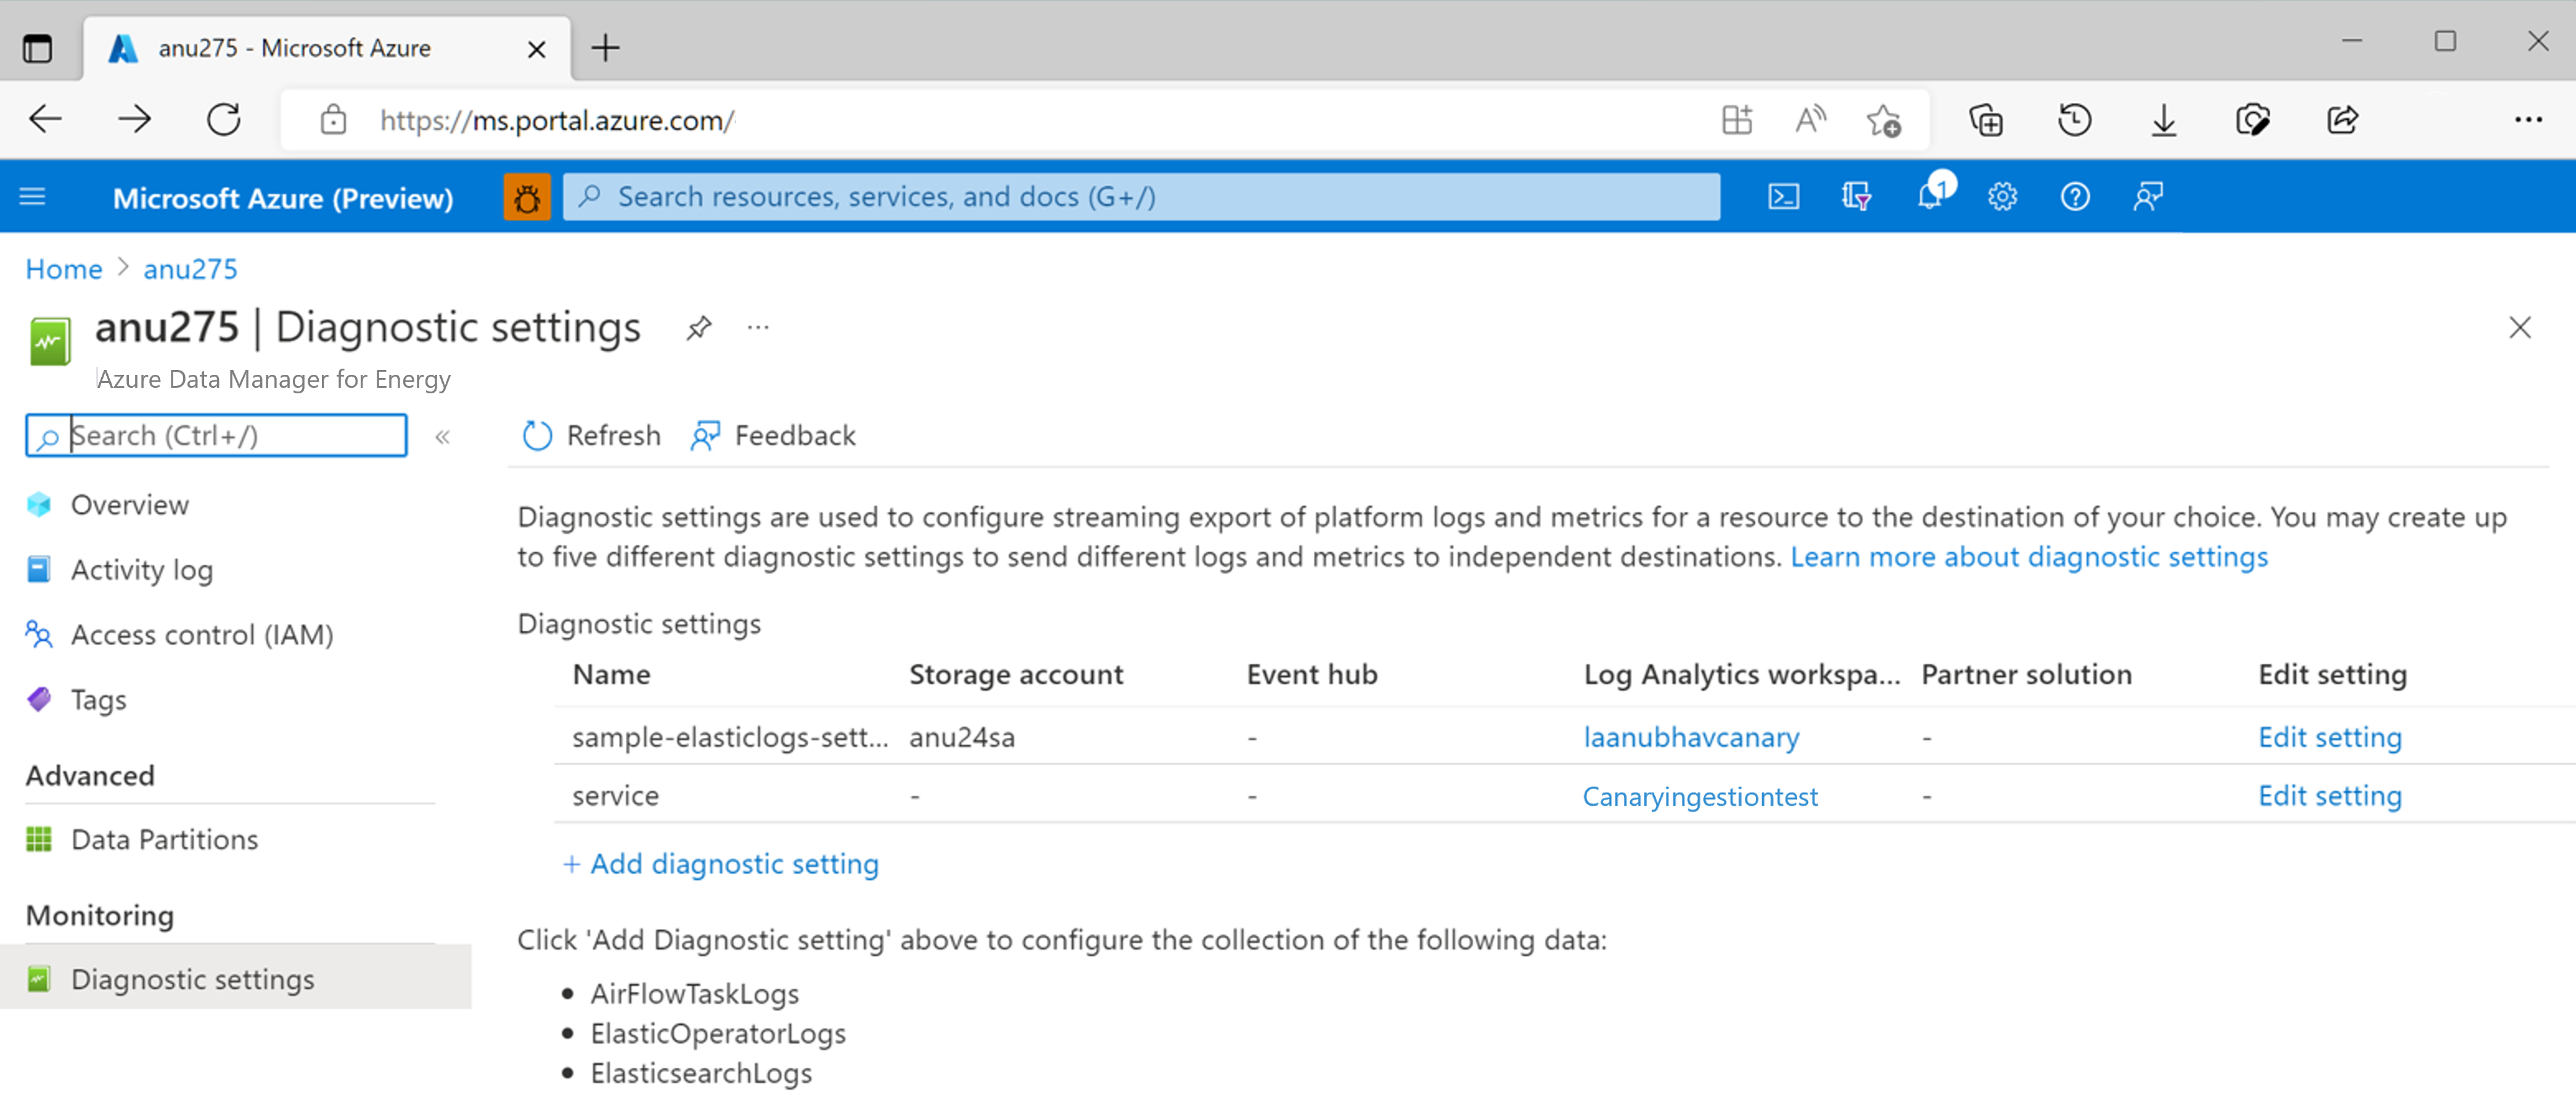 anu275 - Microsoft Azure
https://ms.portal.azure.com/
Microsoft Azure (Preview)
Search resources, services, and docs (G+/)
1
Home > anu275
anu275 | Diagnostic settings
Azure Data Manager for Energy
Search (Ctrl+/)
«
Refresh
Feedback
Overview
Activity log
Access control (IAM)
Tags
Advanced
Data Partitions
Monitoring
Diagnostic settings
Diagnostic settings are used to configure streaming export of platform logs and metrics for a resource to the destination of your choice. You may create up
to five different diagnostic settings to send different logs and metrics to independent destinations. Learn more about diagnostic settings
Diagnostic settings
Name Storage account Event hub Log Analytics workspa... Partner solution Edit setting
sample-elasticlogs-sett... anu24sa - laanubhavcanary - Edit setting
service - - Canaryingestiontest - Edit setting
+ Add diagnostic setting
Click 'Add Diagnostic setting' above to configure the collection of the following data:
• AirFlowTaskLogs
• ElasticOperatorLogs
• ElasticsearchLogs